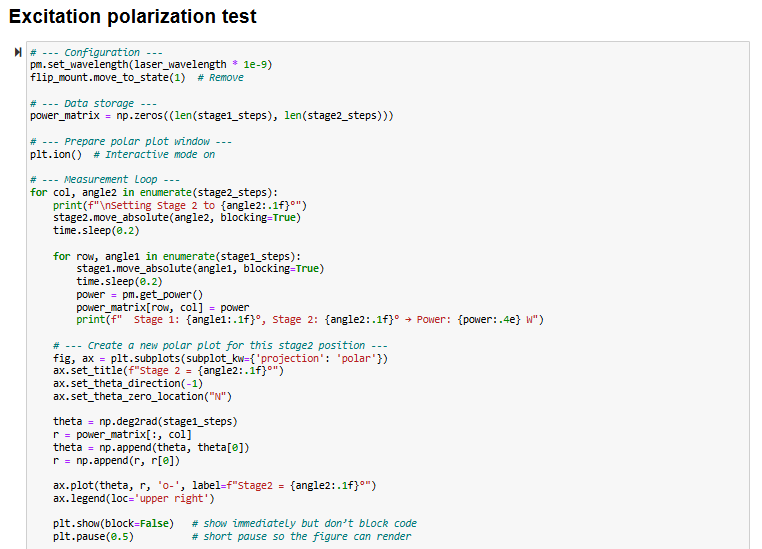 Excitation polarization test
# --- Configuration ---
pm.set_wavelength(laser_wavelength * 1e-9)
flip_mount.move_to_state(1)  # Remove
# --- Data storage ---
power_matrix = np.zeros((len(stage1_steps), len(stage2_steps)))
# --- Prepare polar plot window ---
plt.ion()  # Interactive mode on
# --- Measurement loop ---
for col, angle2 in enumerate(stage2_steps):
    print(f"\nSetting Stage 2 to {angle2:.1f}°")
    stage2.move_absolute(angle2, blocking=True)
    time.sleep(0.2)
    for row, angle1 in enumerate(stage1_steps):
        stage1.move_absolute(angle1, blocking=True)
        time.sleep(0.2)
        power = pm.get_power()
        power_matrix[row, col] = power
        print(f"  Stage 1: {angle1:.1f}°, Stage 2: {angle2:.1f}° → Power: {power:.4e} W")
    # --- Create a new polar plot for this stage2 position ---
    fig, ax = plt.subplots(subplot_kw={'projection': 'polar'})
    ax.set_title(f"Stage 2 = {angle2:.1f}°")
    ax.set_theta_direction(-1)
    ax.set_theta_zero_location("N")
    theta = np.deg2rad(stage1_steps)
    r = power_matrix[:, col]
    theta = np.append(theta, theta[0])
    r = np.append(r, r[0])
    ax.plot(theta, r, 'o-', label=f"Stage2 = {angle2:.1f}°")
    ax.legend(loc='upper right')
    plt.show(block=False)   # show immediately but don’t block code
    plt.pause(0.5)          # short pause so the figure can render